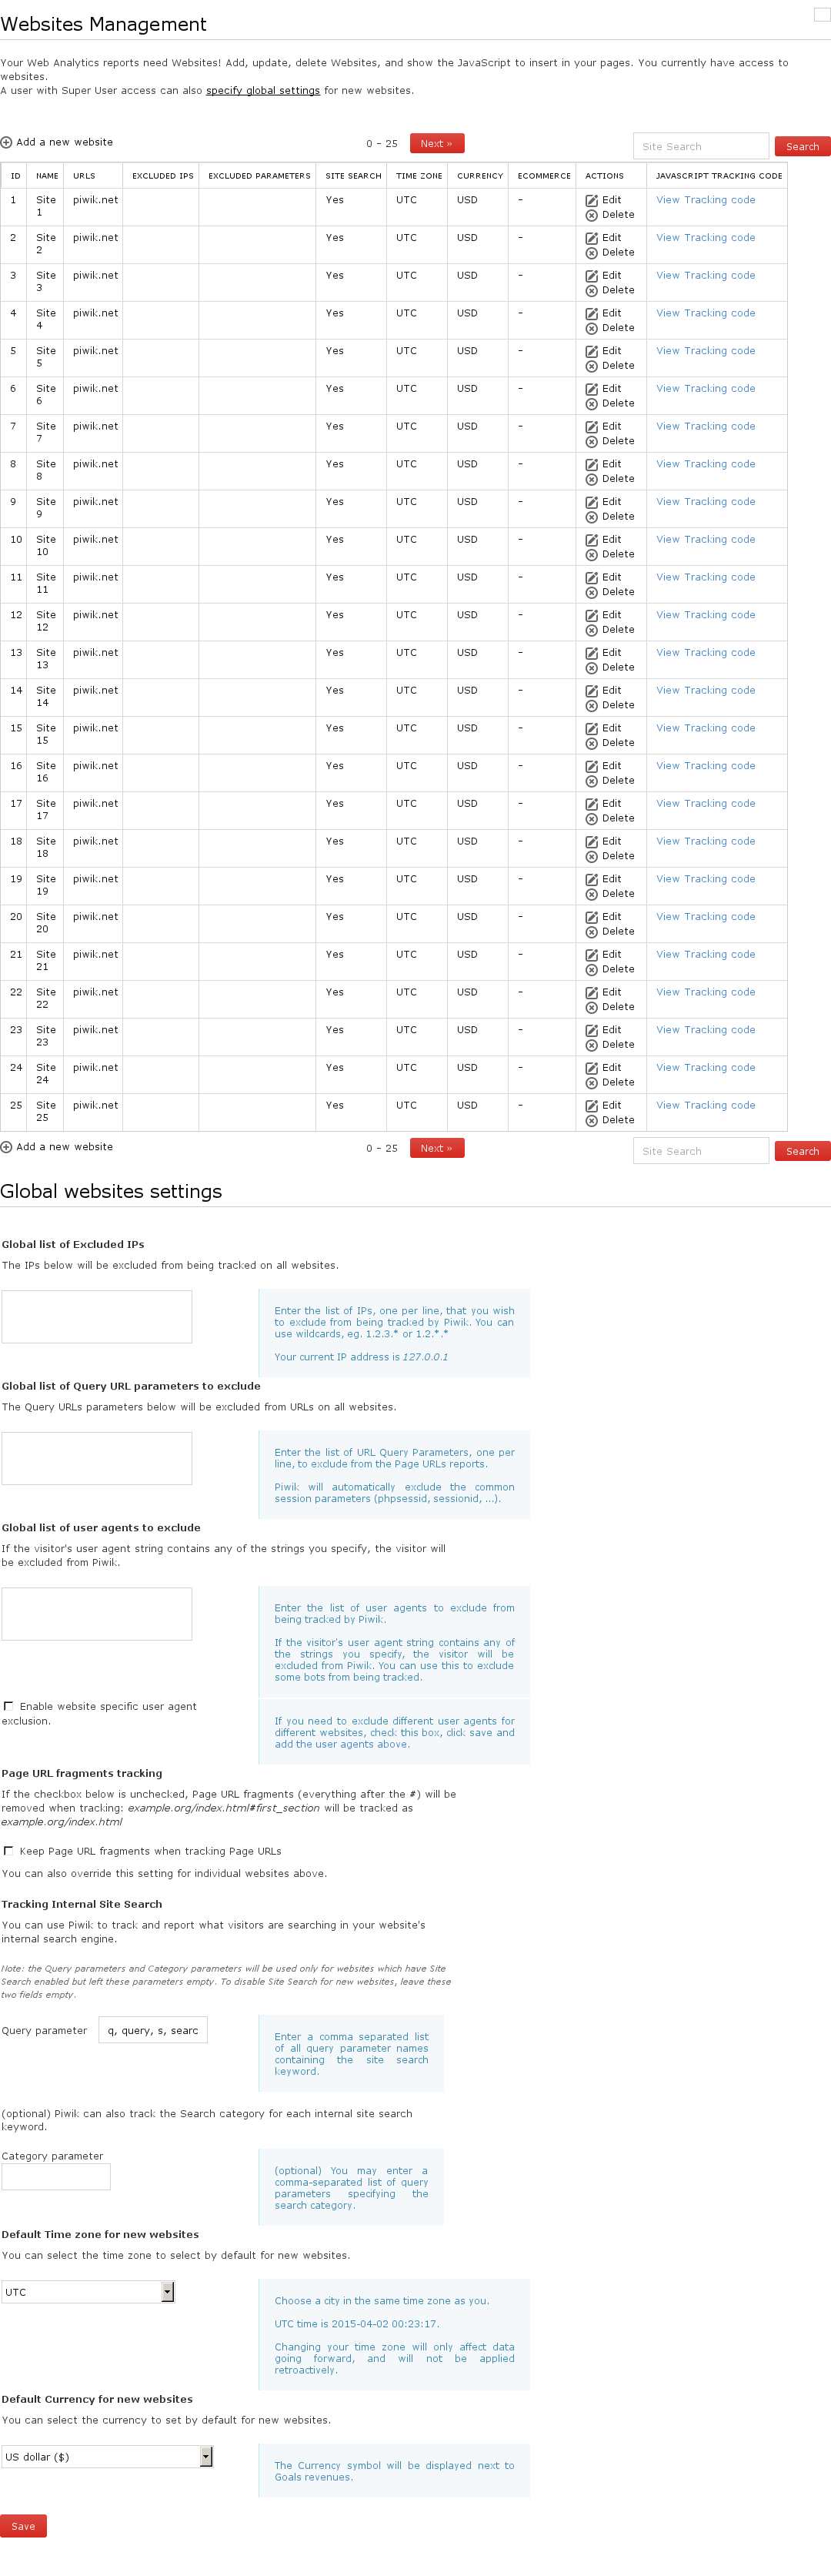 Websites Management
Your Web Analytics reports need Websites! Add, update, delete Websites, and show the JavaScript to insert in your pages. You currently have access to
websites.
A user with Super User access can also specify global settings for new websites.
Add a new website 0 - 25 Next » Site Search Search
ID NAME URLS EXCLUDED IPS EXCLUDED PARAMETERS SITE SEARCH TIME ZONE CURRENCY ECOMMERCE ACTIONS JAVASCRIPT TRACKING CODE
1 Site piwik.net Yes UTC USD - Edit View Tracking code
1 Delete
2 Site piwik.net Yes UTC USD - Edit View Tracking code
2 Delete
3 Site piwik.net Yes UTC USD - Edit View Tracking code
3 Delete
4 Site piwik.net Yes UTC USD - Edit View Tracking code
4 Delete
5 Site piwik.net Yes UTC USD - Edit View Tracking code
5 Delete
6 Site piwik.net Yes UTC USD - Edit View Tracking code
6 Delete
7 Site piwik.net Yes UTC USD - Edit View Tracking code
7 Delete
8 Site piwik.net Yes UTC USD - Edit View Tracking code
8 Delete
9 Site piwik.net Yes UTC USD - Edit View Tracking code
9 Delete
10 Site piwik.net Yes UTC USD - Edit View Tracking code
10 Delete
11 Site piwik.net Yes UTC USD - Edit View Tracking code
11 Delete
12 Site piwik.net Yes UTC USD - Edit View Tracking code
12 Delete
13 Site piwik.net Yes UTC USD - Edit View Tracking code
13 Delete
14 Site piwik.net Yes UTC USD - Edit View Tracking code
14 Delete
15 Site piwik.net Yes UTC USD - Edit View Tracking code
15 Delete
16 Site piwik.net Yes UTC USD - Edit View Tracking code
16 Delete
17 Site piwik.net Yes UTC USD - Edit View Tracking code
17 Delete
18 Site piwik.net Yes UTC USD - Edit View Tracking code
18 Delete
19 Site piwik.net Yes UTC USD - Edit View Tracking code
19 Delete
20 Site piwik.net Yes UTC USD - Edit View Tracking code
20 Delete
21 Site piwik.net Yes UTC USD - Edit View Tracking code
21 Delete
22 Site piwik.net Yes UTC USD - Edit View Tracking code
22 Delete
23 Site piwik.net Yes UTC USD - Edit View Tracking code
23 Delete
24 Site piwik.net Yes UTC USD - Edit View Tracking code
24 Delete
25 Site piwik.net Yes UTC USD - Edit View Tracking code
25 Delete
Add a new website 0 - 25 Next » Site Search Search
Global websites settings
Global list of Excluded IPs
The IPs below will be excluded from being tracked on all websites.
Enter the list of IPs, one per line, that you wish
to exclude from being tracked by Piwik. You can
use wildcards, eg. 1.2.3.* or 1.2.*.*
Your current IP address is 127.0.0.1
Global list of Query URL parameters to exclude
The Query URLs parameters below will be excluded from URLs on all websites.
Enter the list of URL Query Parameters, one per
line, to exclude from the Page URLs reports.
Piwik will automatically exclude the common
session parameters (phpsessid, sessionid, ...).
Global list of user agents to exclude
If the visitor's user agent string contains any of the strings you specify, the visitor will
be excluded from Piwik.
Enter the list of user agents to exclude from
being tracked by Piwik.
If the visitor's user agent string contains any of
the strings you specify, the visitor will be
excluded from Piwik. You can use this to exclude
some bots from being tracked.
Enable website specific user agent
exclusion.
If you need to exclude different user agents for
different websites, check this box, click save and
add the user agents above.
Page URL fragments tracking
If the checkbox below is unchecked, Page URL fragments (everything after the #) will be
removed when tracking: example.org/index.html#first_section will be tracked as
example.org/index.html
Keep Page URL fragments when tracking Page URLs
You can also override this setting for individual websites above.
Tracking Internal Site Search
You can use Piwik to track and report what visitors are searching in your website's
internal search engine.
Note: the Query parameters and Category parameters will be used only for websites which have Site
Search enabled but left these parameters empty. To disable Site Search for new websites, leave these
two fields empty.
Query parameter q, query, s, searc
Enter a comma separated list
of all query parameter names
containing the site search
keyword.
(optional) Piwik can also track the Search category for each internal site search
keyword.
Category parameter
(optional) You may enter a
comma-separated list of query
parameters specifying the
search category.
Default Time zone for new websites
You can select the time zone to select by default for new websites.
UTC
Choose a city in the same time zone as you.
UTC time is 2015-04-02 00:23:17.
Changing your time zone will only affect data
going forward, and will not be applied
retroactively.
Default Currency for new websites
You can select the currency to set by default for new websites.
US dollar ($)
The Currency symbol will be displayed next to
Goals revenues.
Save